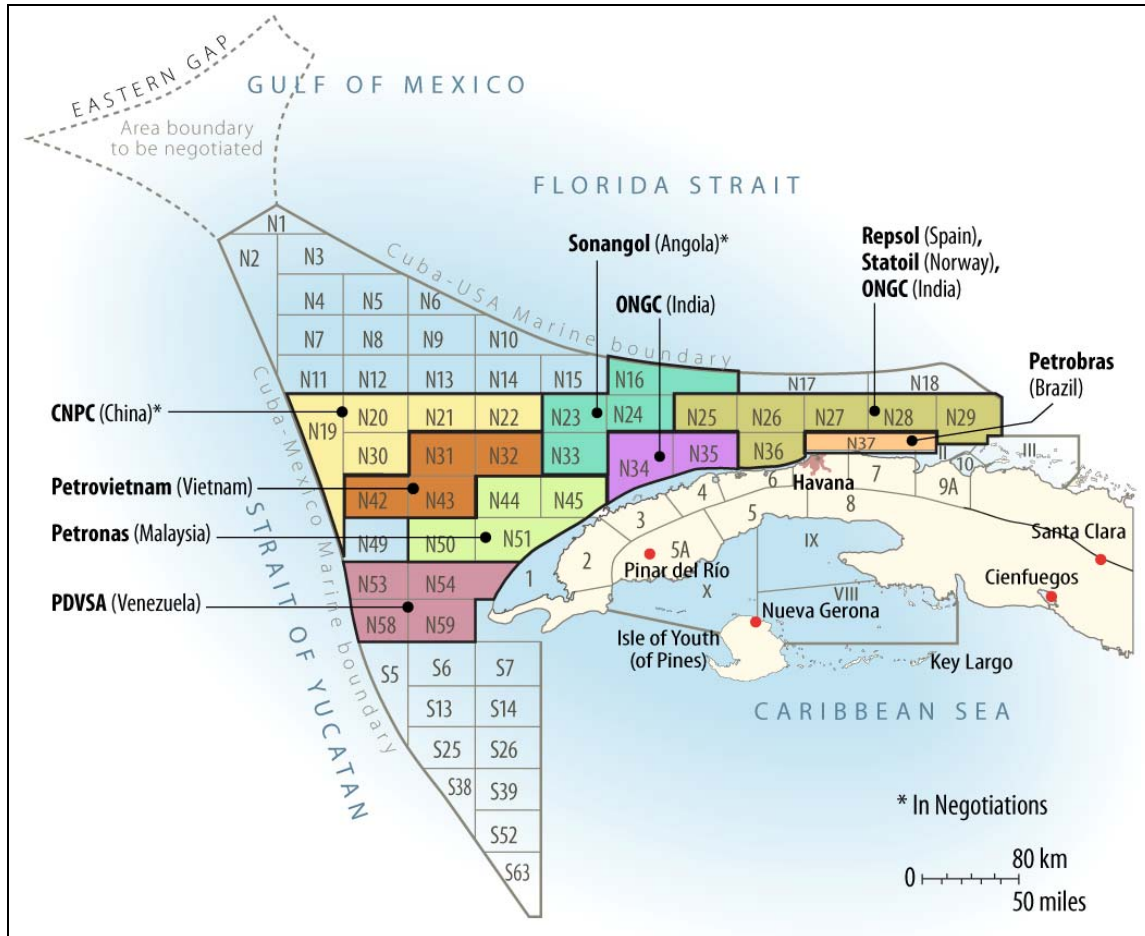 EASTERN GAP
GULF OF MEXICO
Area boundary
to be negotiated
FLORIDA STRAIT
N1
N2
N3
Cuba-USA Marine boundary
Sonangol (Angola)*
Repsol (Spain),
Statoil (Norway),
ONGC (India)
ONGC (India)
Petrobras
(Brazil)
N4 N5 N6
N7 N8 N9 N10
N11 N12 N13 N14 N15 N16 N17 N18
CNPC (China)*
N19 N20 N21 N22 N23 N24 N25 N26 N27 N28 N29
N30 N31 N32 N33 N34 N35 N36 N37
Cuba-Mexico Marine boundary
Petrovietnam (Vietnam)
N42 N43 N44 N45
Petronas (Malaysia)
N49 N50 N51
PDVSA (Venezuela)
N53 N54
N58 N59
STRAIT OF YUCATAN
Havana
II
III
1 2 3 4 5 5A 6 7 8 9A 10
Pinar del Río
Santa Clara
Cienfuegos
IX
X
VIII
Nueva Gerona
Isle of Youth
(of Pines)
Key Largo
CARIBBEAN SEA
S5 S6 S7
S13 S14
S25 S26
S38 S39
S52
S63
* In Negotiations
80 km
0
50 miles